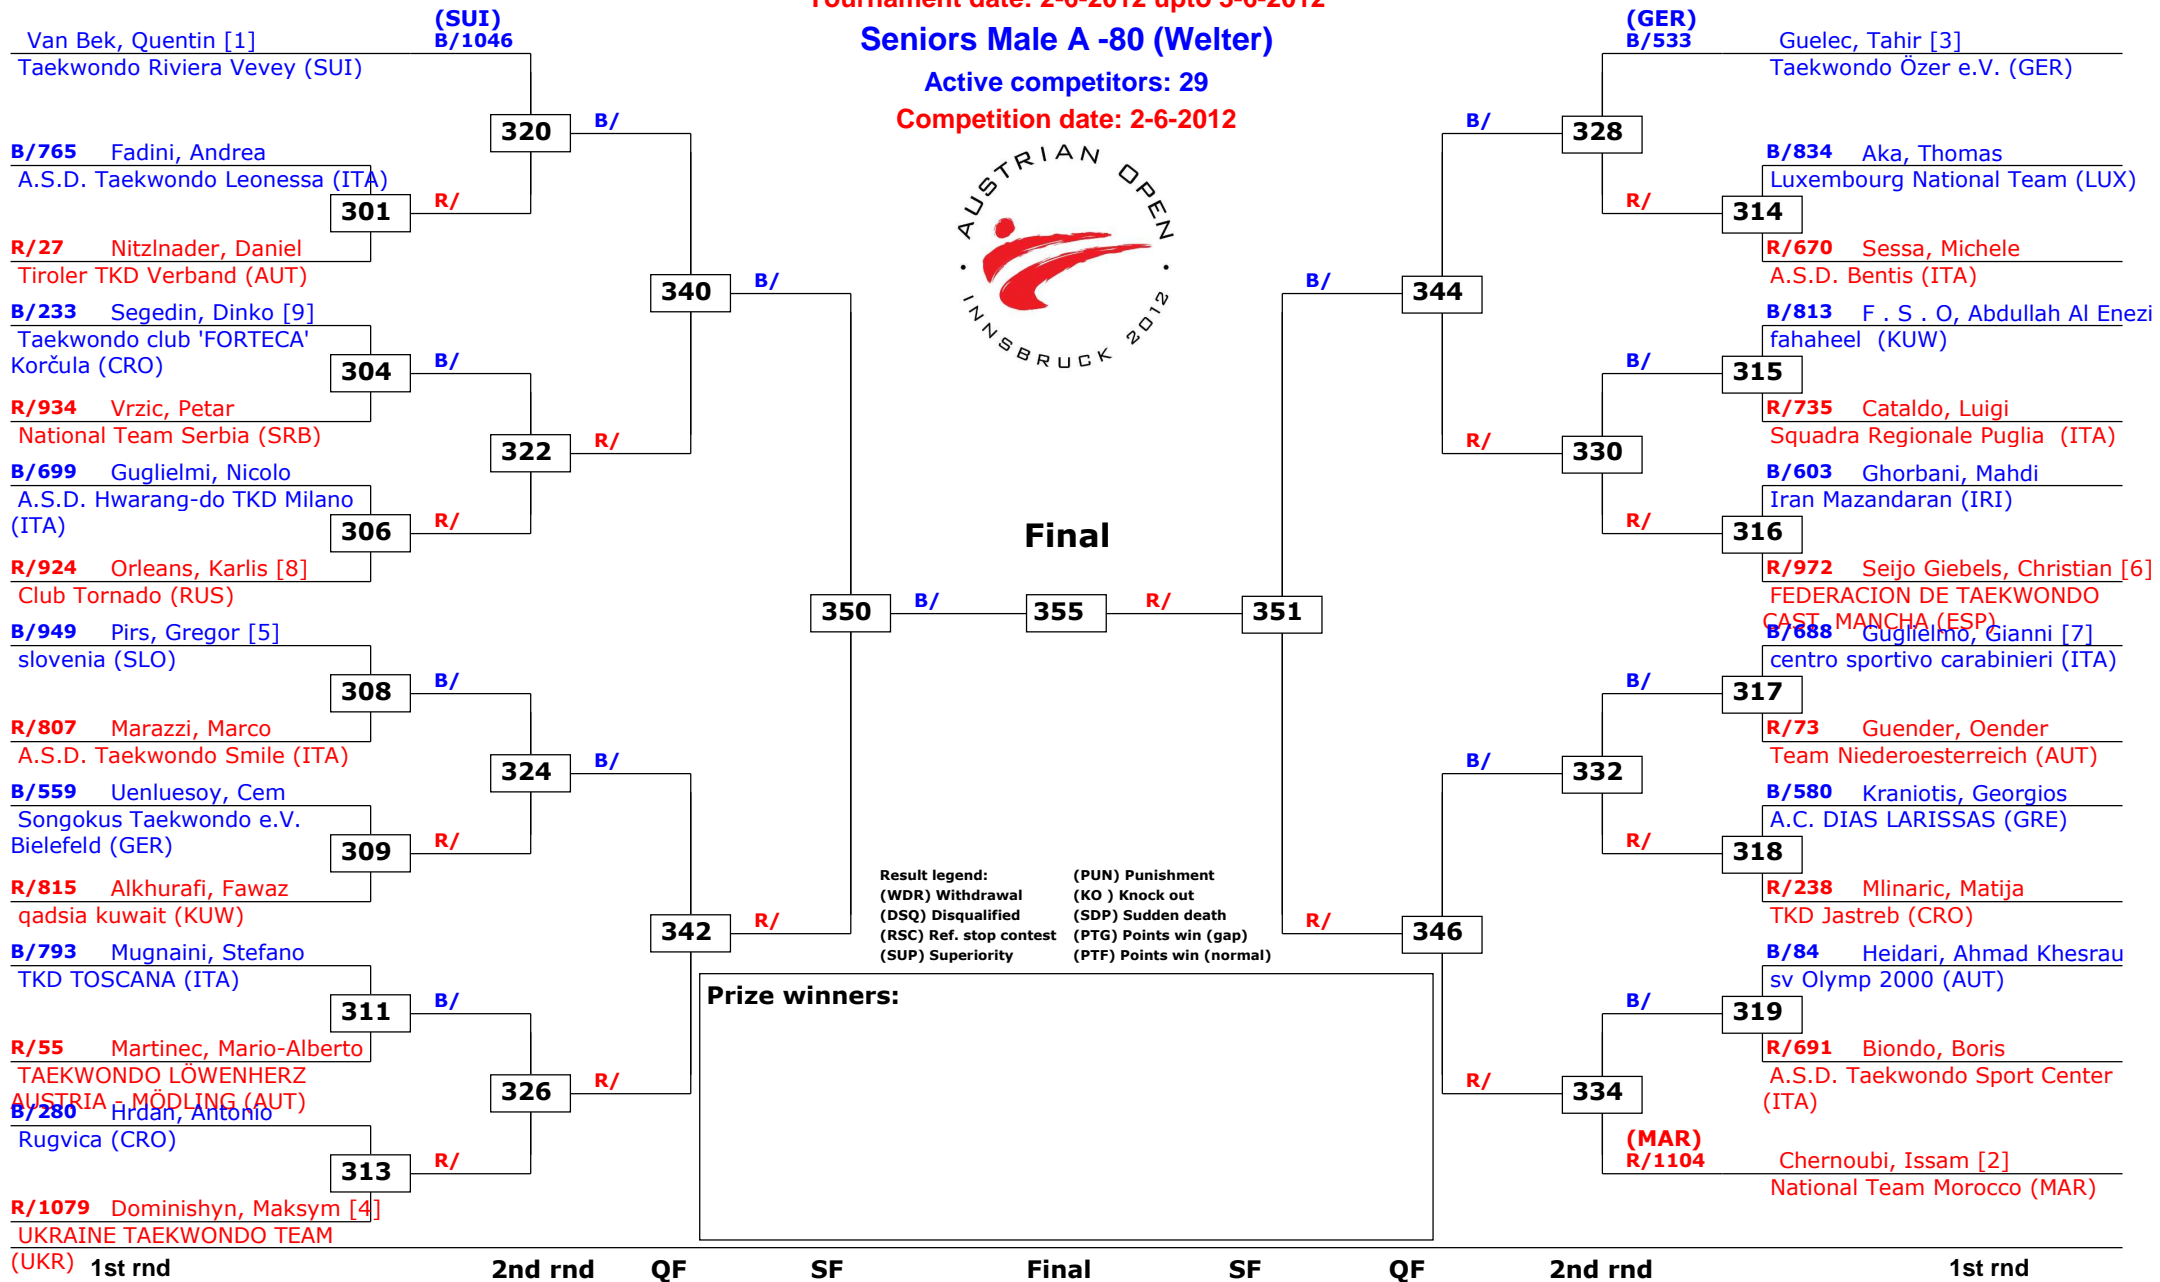 Tournament date: 2-6-2012 upto 3-6-2012
Seniors Male A -80 (Welter)
Active competitors: 29
Competition date: 2-6-2012
AUSTRIAN OPEN
· INNSBRUCK 2012 ·
(SUI)
Van Bek, Quentin [1] B/1046
Taekwondo Riviera Vevey (SUI)
320 B/
B/765 Fadini, Andrea
A.S.D. Taekwondo Leonessa (ITA)
301 R/
R/27 Nitzlnader, Daniel
Tiroler TKD Verband (AUT)
340 B/
B/233 Segedin, Dinko [9]
Taekwondo club 'FORTECA'
Korčula (CRO)
304 B/
R/934 Vrzic, Petar
National Team Serbia (SRB)
322 R/
B/699 Guglielmi, Nicolo
A.S.D. Hwarang-do TKD Milano
(ITA)
306 R/
R/924 Orleans, Karlis [8]
Club Tornado (RUS)
350 B/
B/949 Pirs, Gregor [5]
slovenia (SLO)
308 B/
R/807 Marazzi, Marco
A.S.D. Taekwondo Smile (ITA)
324 B/
B/559 Uenluesoy, Cem
Songokus Taekwondo e.V.
Bielefeld (GER)
309 R/
R/815 Alkhurafi, Fawaz
qadsia kuwait (KUW)
342 R/
B/793 Mugnaini, Stefano
TKD TOSCANA (ITA)
311 B/
R/55 Martinec, Mario-Alberto
TAEKWONDO LÖWENHERZ
AUSTRIA - MÖDLING (AUT)
326 R/
B/280 Hrdan, Antonio
Rugvica (CRO)
313 R/
R/1079 Dominishyn, Maksym [4]
UKRAINE TAEKWONDO TEAM
(UKR)
Final
355
(GER)
B/533 Guelec, Tahir [3]
Taekwondo Özer e.V. (GER)
B/ 328
B/834 Aka, Thomas
Luxembourg National Team (LUX)
R/ 314
R/670 Sessa, Michele
A.S.D. Bentis (ITA)
B/ 344
B/813 F . S . O, Abdullah Al Enezi
fahaheel (KUW)
B/ 315
R/735 Cataldo, Luigi
Squadra Regionale Puglia (ITA)
R/ 330
B/603 Ghorbani, Mahdi
Iran Mazandaran (IRI)
R/ 316
R/972 Seijo Giebels, Christian [6]
FEDERACION DE TAEKWONDO
CAST. MANCHA (ESP)
R/ 351
B/688 Guglielmo, Gianni [7]
centro sportivo carabinieri (ITA)
B/ 317
R/73 Guender, Oender
Team Niederoesterreich (AUT)
B/ 332
B/580 Kraniotis, Georgios
A.C. DIAS LARISSAS (GRE)
R/ 318
R/238 Mlinaric, Matija
TKD Jastreb (CRO)
R/ 346
B/84 Heidari, Ahmad Khesrau
sv Olymp 2000 (AUT)
B/ 319
R/691 Biondo, Boris
A.S.D. Taekwondo Sport Center
(ITA)
R/ 334
(MAR)
R/1104 Chernoubi, Issam [2]
National Team Morocco (MAR)
Result legend: (PUN) Punishment
(WDR) Withdrawal (KO ) Knock out
(DSQ) Disqualified (SDP) Sudden death
(RSC) Ref. stop contest (PTG) Points win (gap)
(SUP) Superiority (PTF) Points win (normal)
Prize winners:
1st rnd 2nd rnd QF SF Final SF QF 2nd rnd 1st rnd